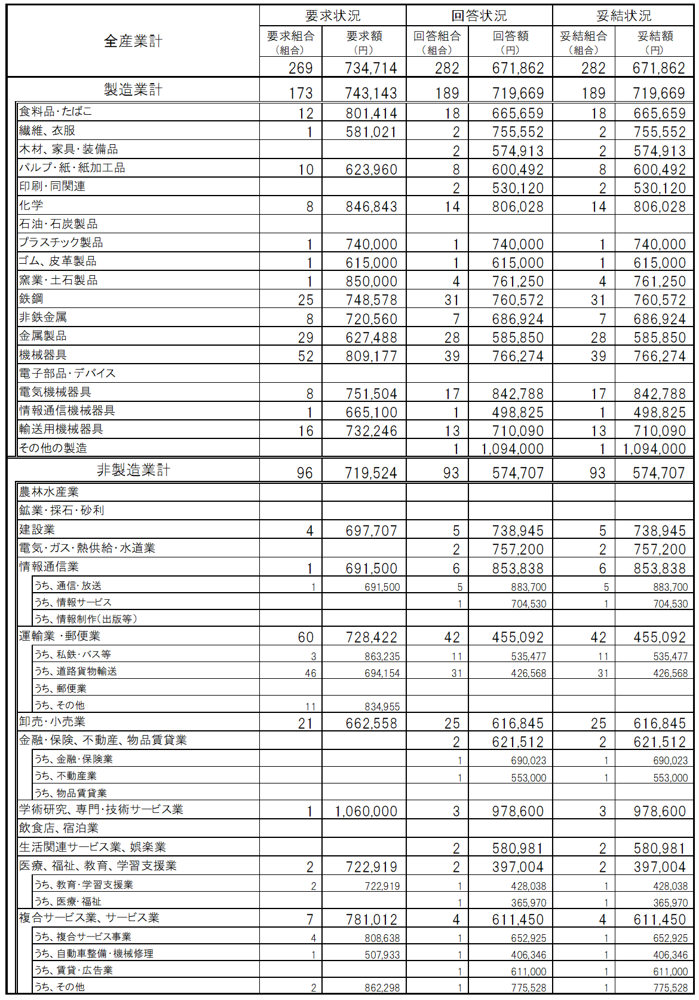 全産業計 要求状況 回答状況 妥結状況
要求組合 要求額 回答組合 回答額 妥結組合 妥結額
（組合） （円） （組合） （円） （組合） （円）
269 734,714 282 671,862 282 671,862
製造業計 173 743,143 189 719,669 189 719,669
食料品・たばこ 12 801,414 18 665,659 18 665,659
繊維、衣服 1 581,021 2 755,552 2 755,552
木材、家具・装備品 2 574,913 2 574,913
パルプ・紙・紙加工品 10 623,960 8 600,492 8 600,492
印刷・同関連 2 530,120 2 530,120
化学 8 846,843 14 806,028 14 806,028
石油・石炭製品
プラスチック製品 1 740,000 1 740,000 1 740,000
ゴム、皮革製品 1 615,000 1 615,000 1 615,000
窯業・土石製品 1 850,000 4 761,250 4 761,250
鉄鋼 25 748,578 31 760,572 31 760,572
非鉄金属 8 720,560 7 686,924 7 686,924
金属製品 29 627,488 28 585,850 28 585,850
機械器具 52 809,177 39 766,274 39 766,274
電子部品・デバイス
電気機械器具 8 751,504 17 842,788 17 842,788
情報通信機械器具 1 665,100 1 498,825 1 498,825
輸送用機械器具 16 732,246 13 710,090 13 710,090
その他の製造 1 1,094,000 1 1,094,000
非製造業計 96 719,524 93 574,707 93 574,707
農林水産業
鉱業・採石・砂利
建設業 4 697,707 5 738,945 5 738,945
電気・ガス・熱供給・水道業 2 757,200 2 757,200
情報通信業 1 691,500 6 853,838 6 853,838
うち、通信・放送 1 691,500 5 883,700 5 883,700
うち、情報サービス 1 704,530 1 704,530
うち、情報制作（出版等）
運輸業・郵便業 60 728,422 42 455,092 42 455,092
うち、私鉄・バス等 3 863,235 11 535,477 11 535,477
うち、道路貨物輸送 46 694,154 31 426,568 31 426,568
うち、郵便業
うち、その他 11 834,955
卸売・小売業 21 662,558 25 616,845 25 616,845
金融・保険、不動産、物品賃貸業 2 621,512 2 621,512
うち、金融・保険業 1 690,023 1 690,023
うち、不動産業 1 553,000 1 553,000
うち、物品賃貸業
学術研究、専門・技術サービス業 1 1,060,000 3 978,600 3 978,600
飲食店、宿泊業
生活関連サービス業、娯楽業 2 580,981 2 580,981
医療、福祉、教育、学習支援業 2 722,919 2 397,004 2 397,004
うち、教育・学習支援業 2 722,919 1 428,038 1 428,038
うち、医療・福祉 1 365,970 1 365,970
複合サービス業、サービス業 7 781,012 4 611,450 4 611,450
うち、複合サービス事業 4 808,638 1 652,925 1 652,925
うち、自動車整備・機械修理 1 507,933 1 406,346 1 406,346
うち、賃貸・広告業 1 611,000 1 611,000
うち、その他 2 862,298 1 775,528 1 775,528